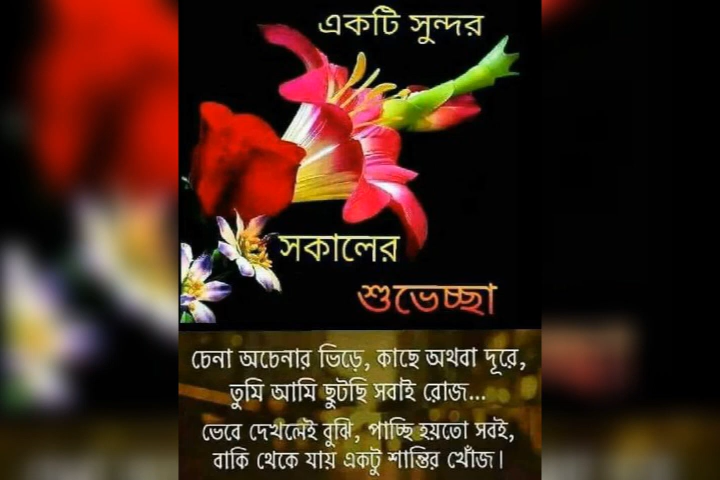 একটি সুন্দর
সকালের
শুভেচ্ছা
চেনা অচেনার ভিড়ে, কাছে অথবা দূরে,
তুমি আমি ছুটছি সবাই রোজ...
ভেবে দেখলেই বুঝি, পাচ্ছি হয়তো সবই,
বাকি থেকে যায় একটু শান্তির খোঁজ।